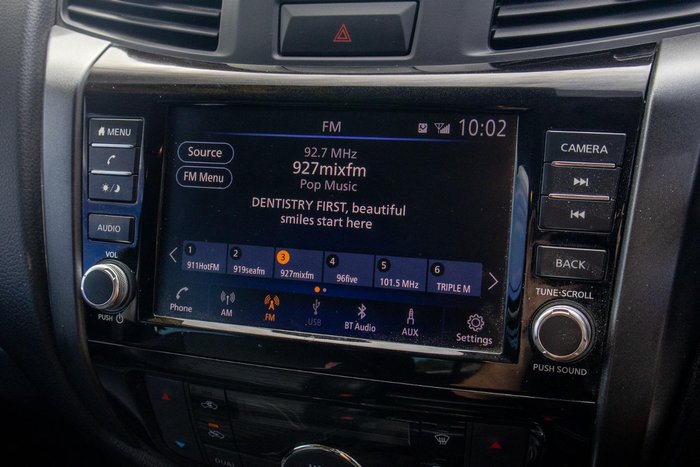 FM
10:02
MENU
Source
92.7 MHz
927mixfm
FM Menu
Pop Music
DENTISTRY FIRST, beautiful
smiles start here
AUDIO
VOL
PUSH
1 911HotFM
2 919seafm
3 927mixfm
4 96five
5 101.5 MHz
6 TRIPLE M
Phone
AM
FM
USB
BT Audio
AUX
Settings
CAMERA
BACK
TUNE·SCROLL
PUSH SOUND
DUAL